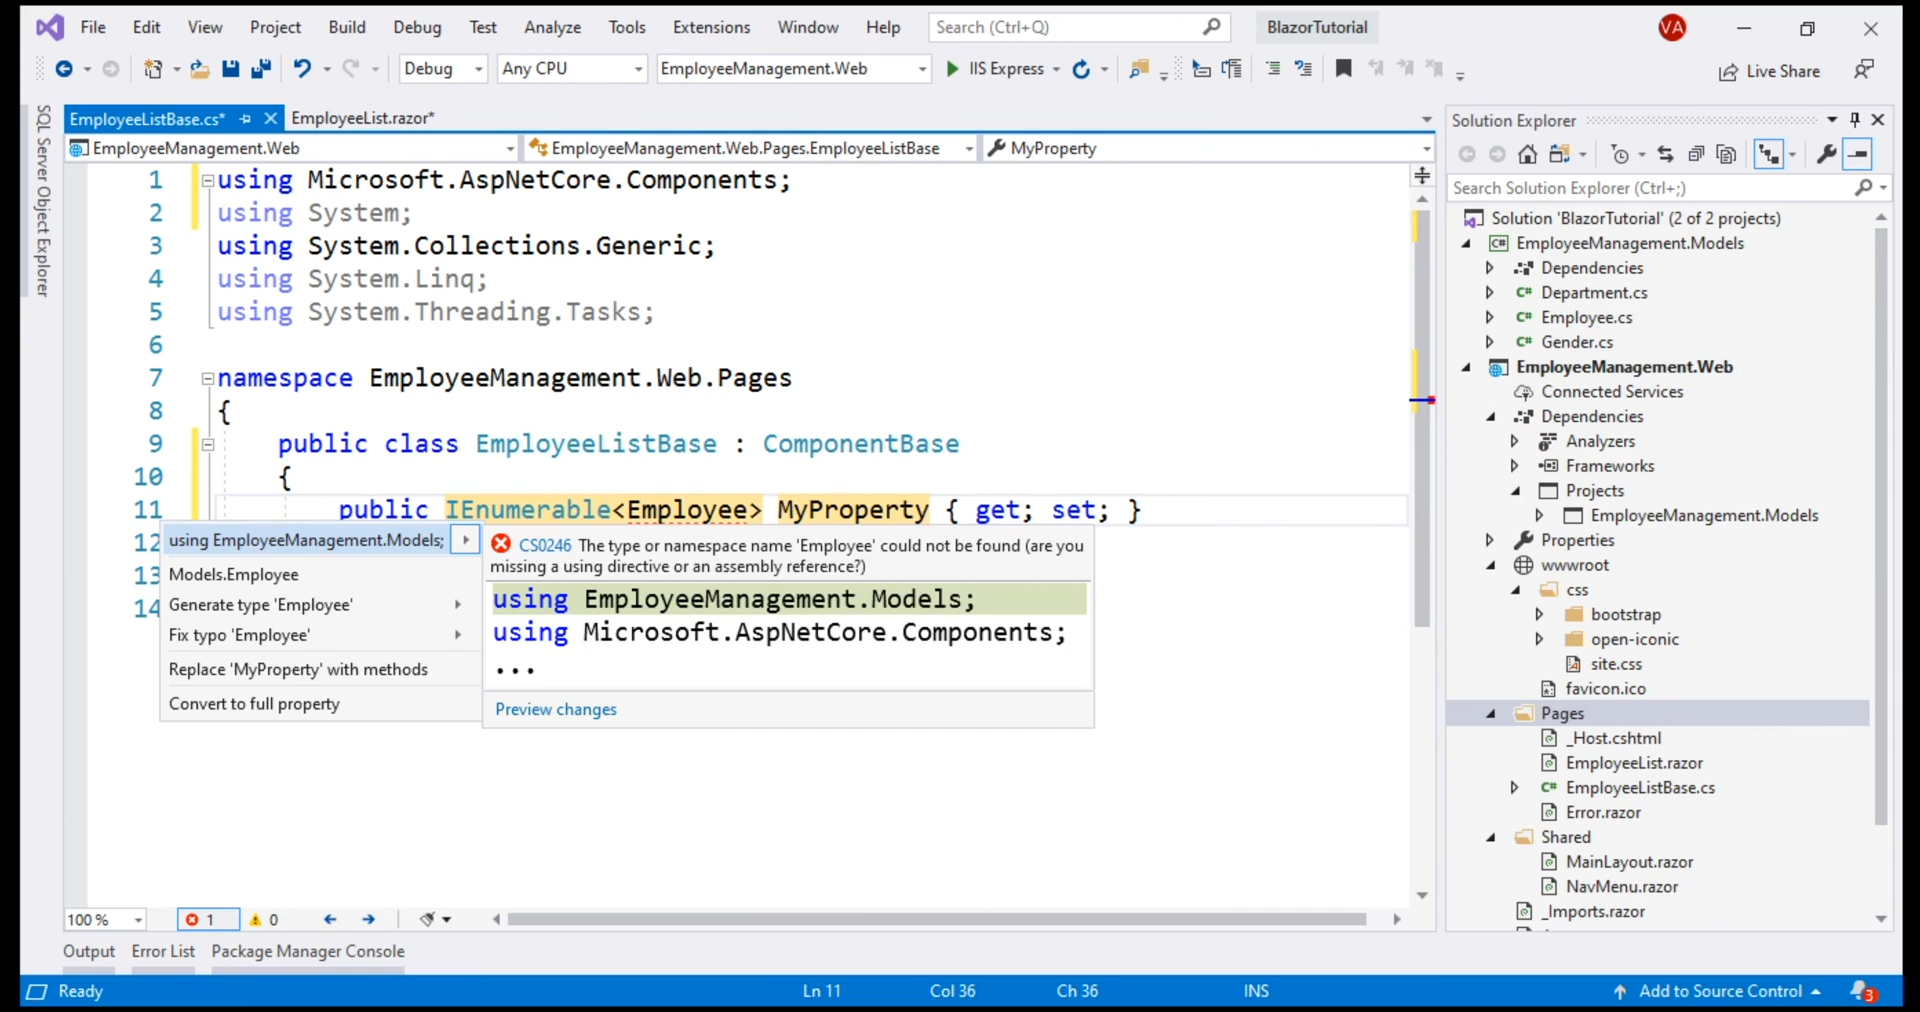 File Edit View Project Build Debug Test Analyze Tools Extensions Window Help Search (Ctrl+Q) BlazorTutorial VA
Debug Any CPU EmployeeManagement.Web IIS Express Live Share
SQL Server Object Explorer
EmployeeListBase.cs* EmployeeList.razor*
EmployeeManagement.Web EmployeeManagement.Web.Pages.EmployeeListBase MyProperty
1 using Microsoft.AspNetCore.Components;
2 using System;
3 using System.Collections.Generic;
4 using System.Linq;
5 using System.Threading.Tasks;
6
7 namespace EmployeeManagement.Web.Pages
8 {
9 public class EmployeeListBase : ComponentBase
10 {
11 public IEnumerable<Employee> MyProperty { get; set; }
12
13
14
using EmployeeManagement.Models;
Models.Employee
Generate type 'Employee'
Fix typo 'Employee'
Replace 'MyProperty' with methods
Convert to full property
CS0246 The type or namespace name 'Employee' could not be found (are you
missing a using directive or an assembly reference?)
using EmployeeManagement.Models;
using Microsoft.AspNetCore.Components;
...
Preview changes
100 % 1 0
Output Error List Package Manager Console
Solution Explorer
Search Solution Explorer (Ctrl+;)
Solution 'BlazorTutorial' (2 of 2 projects)
C# EmployeeManagement.Models
Dependencies
C# Department.cs
C# Employee.cs
C# Gender.cs
EmployeeManagement.Web
Connected Services
Dependencies
Analyzers
Frameworks
Projects
EmployeeManagement.Models
Properties
wwwroot
css
bootstrap
open-iconic
site.css
favicon.ico
Pages
_Host.cshtml
EmployeeList.razor
C# EmployeeListBase.cs
Error.razor
Shared
MainLayout.razor
NavMenu.razor
_Imports.razor
Ready Ln 11 Col 36 Ch 36 INS Add to Source Control 3